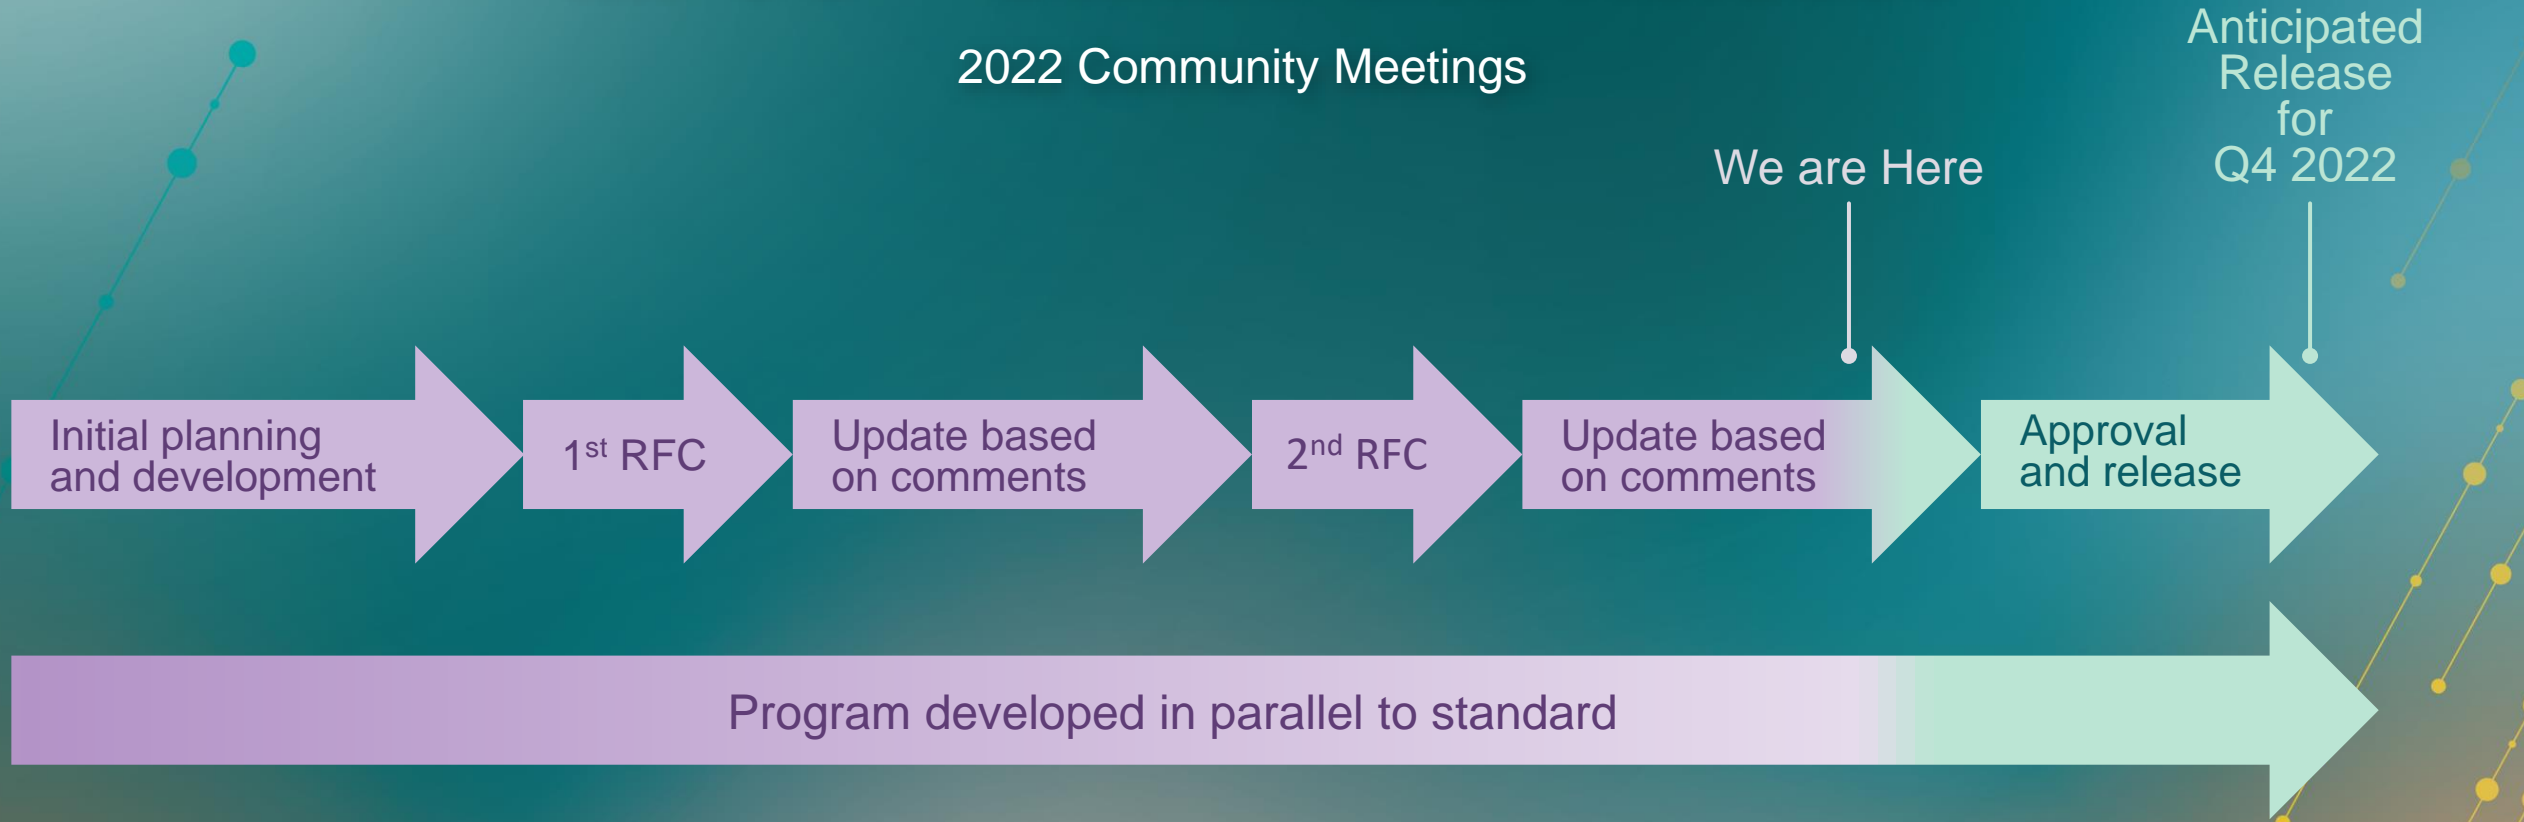 2022 Community Meetings
Anticipated
Release
for
Q4 2022
We are Here
Initial planning
and development
1st RFC
Update based
on comments
2nd RFC
Update based
on comments
Approval
and release
Program developed in parallel to standard